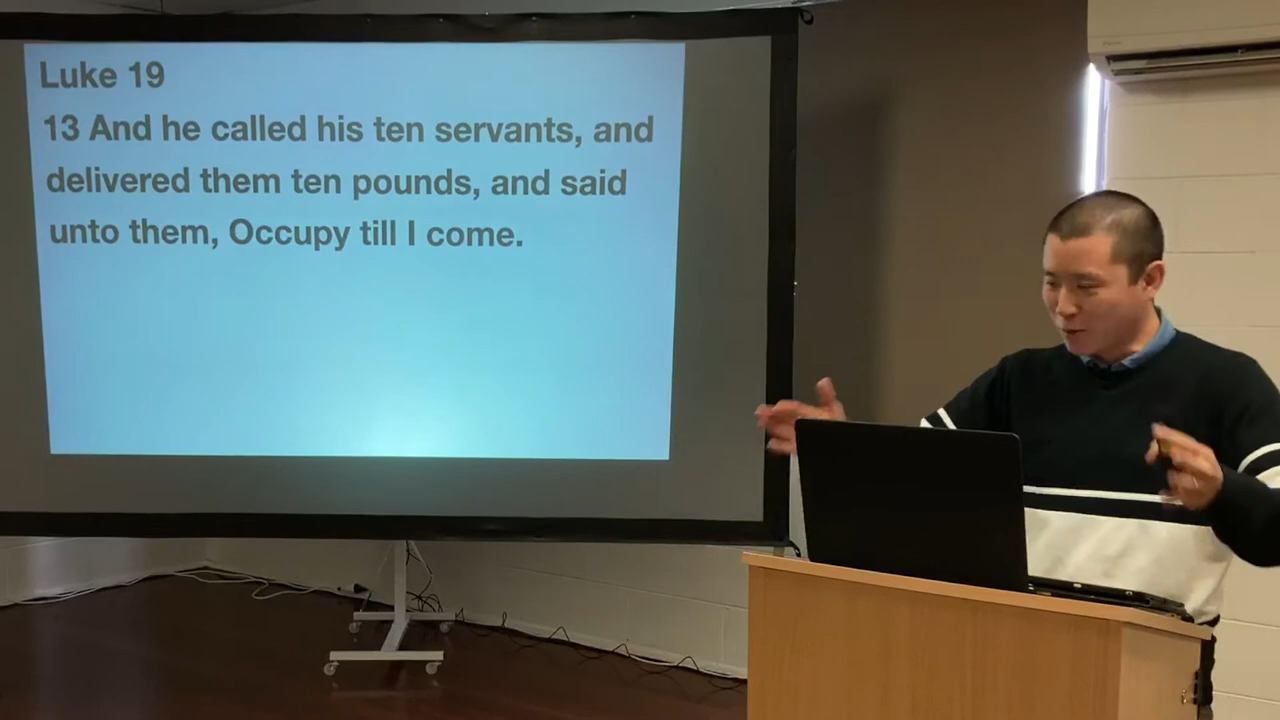 Luke 19
13 And he called his ten servants, and
delivered them ten pounds, and said
unto them, Occupy till I come.